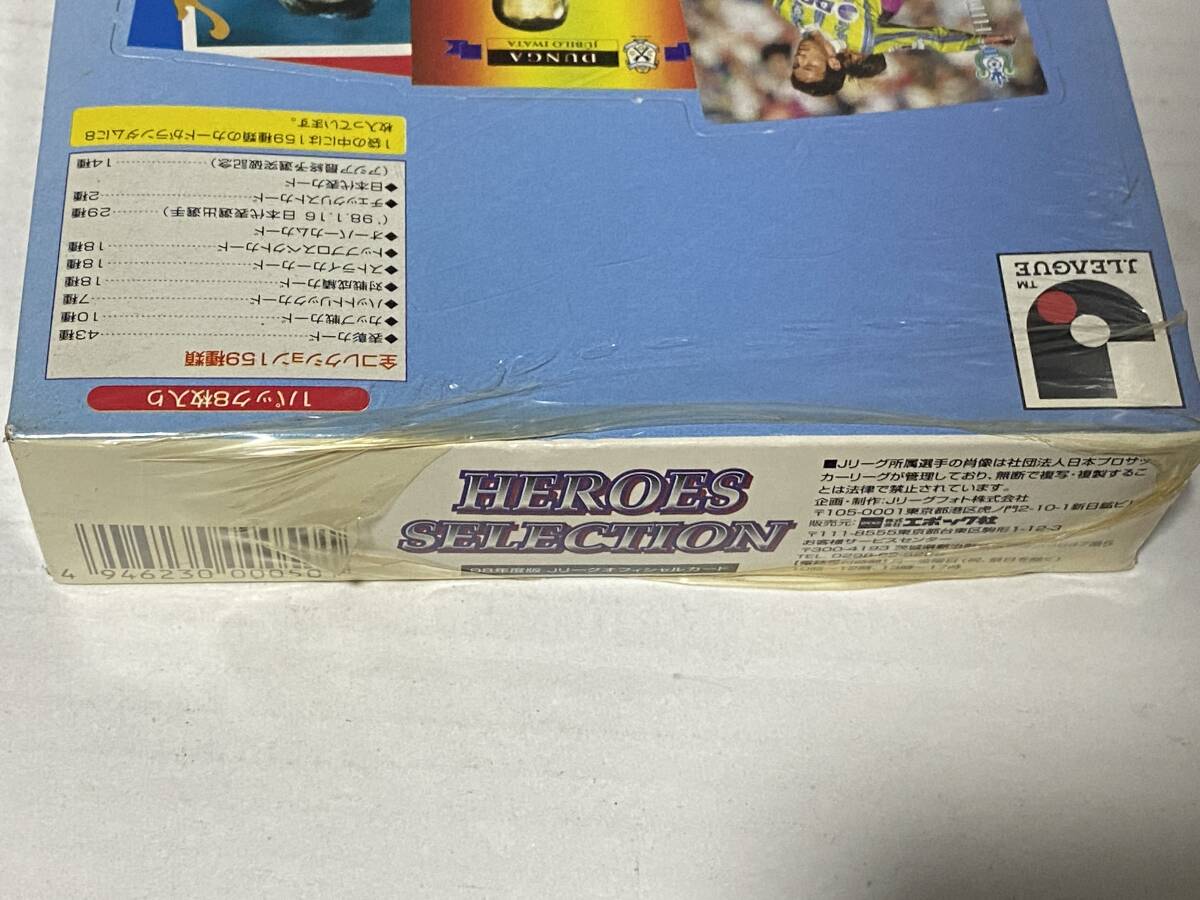 DUNGA
JÚBILO IWATA
1パック8枚入り
全コレクション159種類
◆表彰カード 43種
◆カップ戦カード 10種
◆ハットトリックカード 7種
◆対戦成績カード 18種
◆ストライカーカード 18種
◆トッププロスペクトカード 18種
◆オーバーカムカード
('98.1.16 日本代表選出選手) 29種
◆チェックリストカード 2種
◆日本代表カード
(アジア最終予選突破記念) 14種
1袋の中には159種類のカードがランダムに8
枚入っています。
J.LEAGUE
TM
HEROES
SELECTION
98年度版 Jリーグオフィシャルカード
4 946230 00050
■Jリーグ所属選手の肖像は社団法人日本プロサッ
カーリーグが管理しており、無断で複写・複製するこ
とは法律で禁止されています。
企画・制作:Jリーグフォト株式会社
〒105-0001東京都港区虎ノ門2-10-1新日鉱ビ
販売元: エポック社
〒111-8555東京都台東区駒形1-12-3
お客様サービスセンター
〒300-4193 茨城県新治
TEL 0298-62-